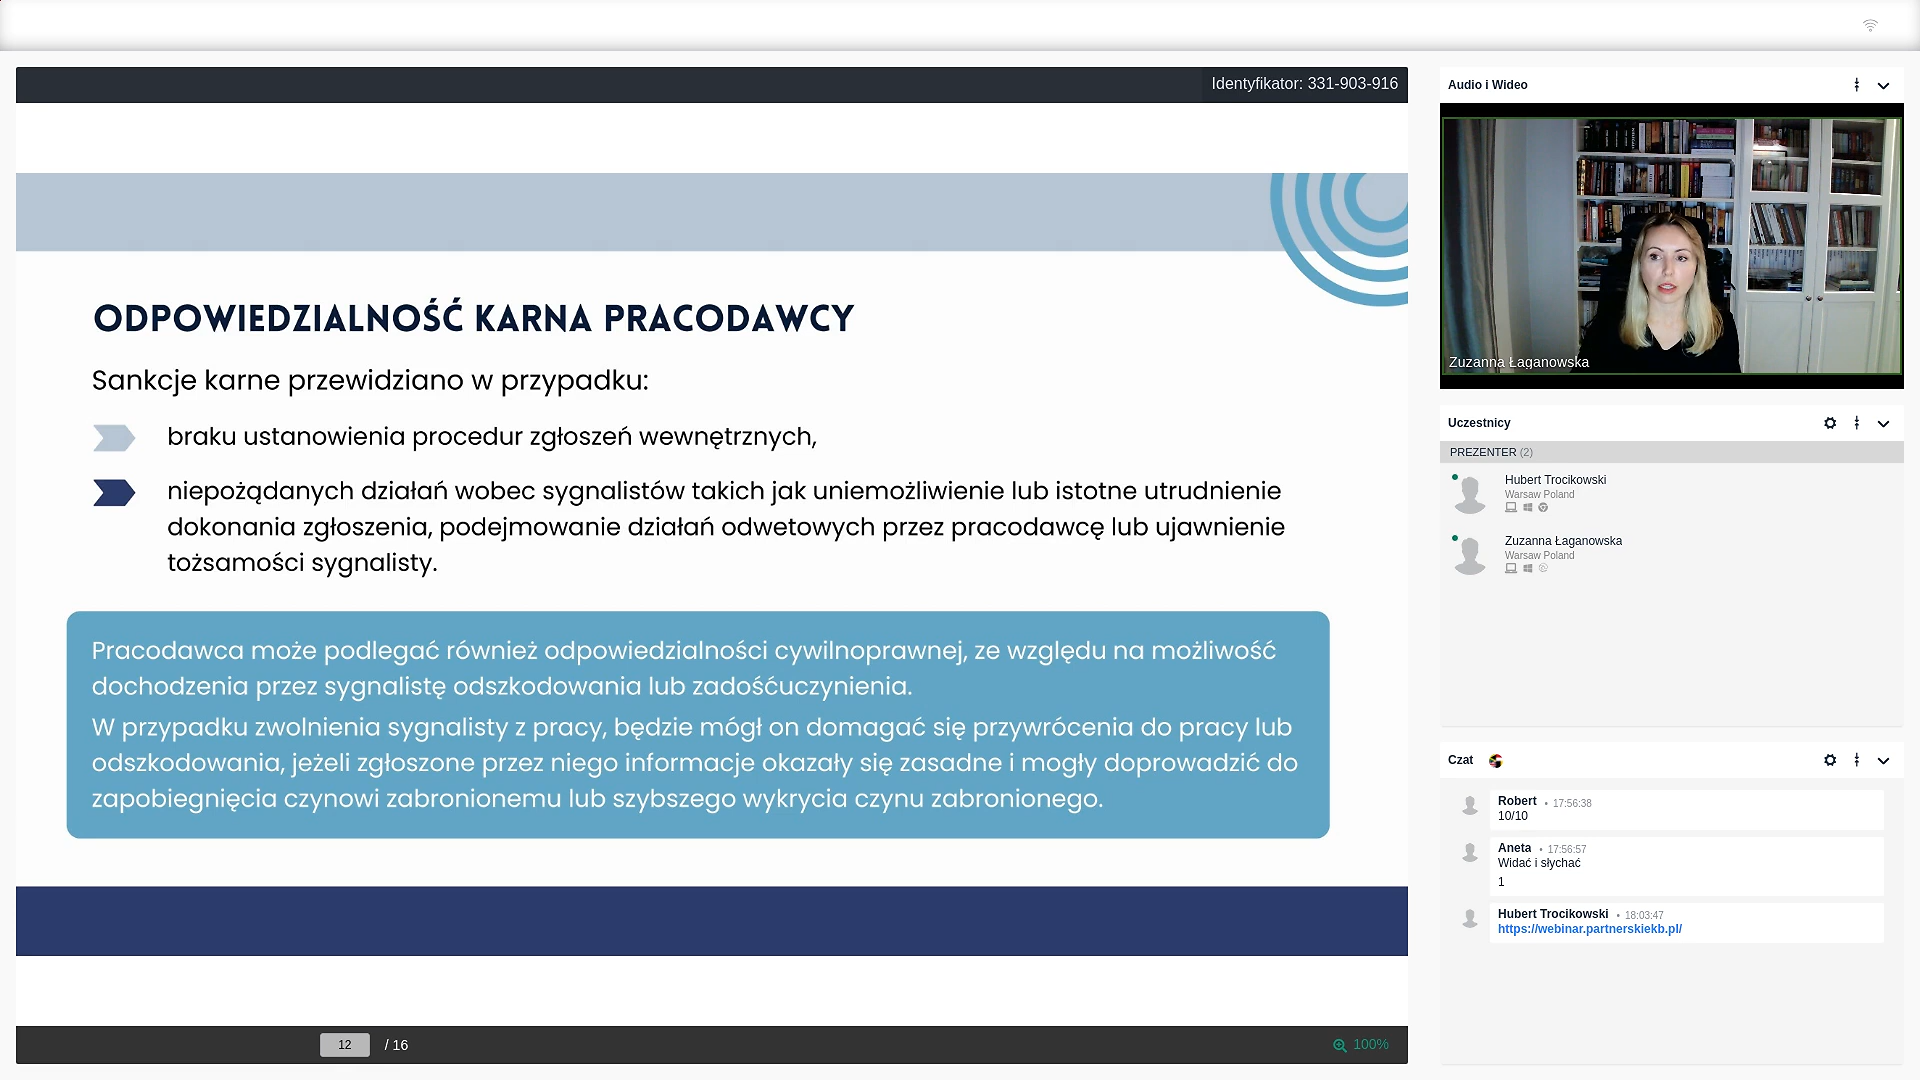 Identyfikator: 331-903-916
ODPOWIEDZIALNOŚĆ KARNA PRACODAWCY
Sankcje karne przewidziano w przypadku:
braku ustanowienia procedur zgłoszeń wewnętrznych,
niepożądanych działań wobec sygnalistów takich jak uniemożliwienie lub istotne utrudnienie
dokonania zgłoszenia, podejmowanie działań odwetowych przez pracodawcę lub ujawnienie
tożsamości sygnalisty.
Pracodawca może podlegać również odpowiedzialności cywilnoprawnej, ze względu na możliwość
dochodzenia przez sygnalistę odszkodowania lub zadośćuczynienia.
W przypadku zwolnienia sygnalisty z pracy, będzie mógł on domagać się przywrócenia do pracy lub
odszkodowania, jeżeli zgłoszone przez niego informacje okazały się zasadne i mogły doprowadzić do
zapobiegnięcia czynowi zabronionemu lub szybszego wykrycia czynu zabronionego.
12 / 16
100%
Audio i Wideo
Zuzanna Łaganowska
Uczestnicy
PREZENTER (2)
Hubert Trocikowski
Warsaw Poland
Zuzanna Łaganowska
Warsaw Poland
Czat
Robert • 17:56:38
10/10
Aneta • 17:56:57
Widać i słychać
1
Hubert Trocikowski • 18:03:47
https://webinar.partnerskiekb.pl/